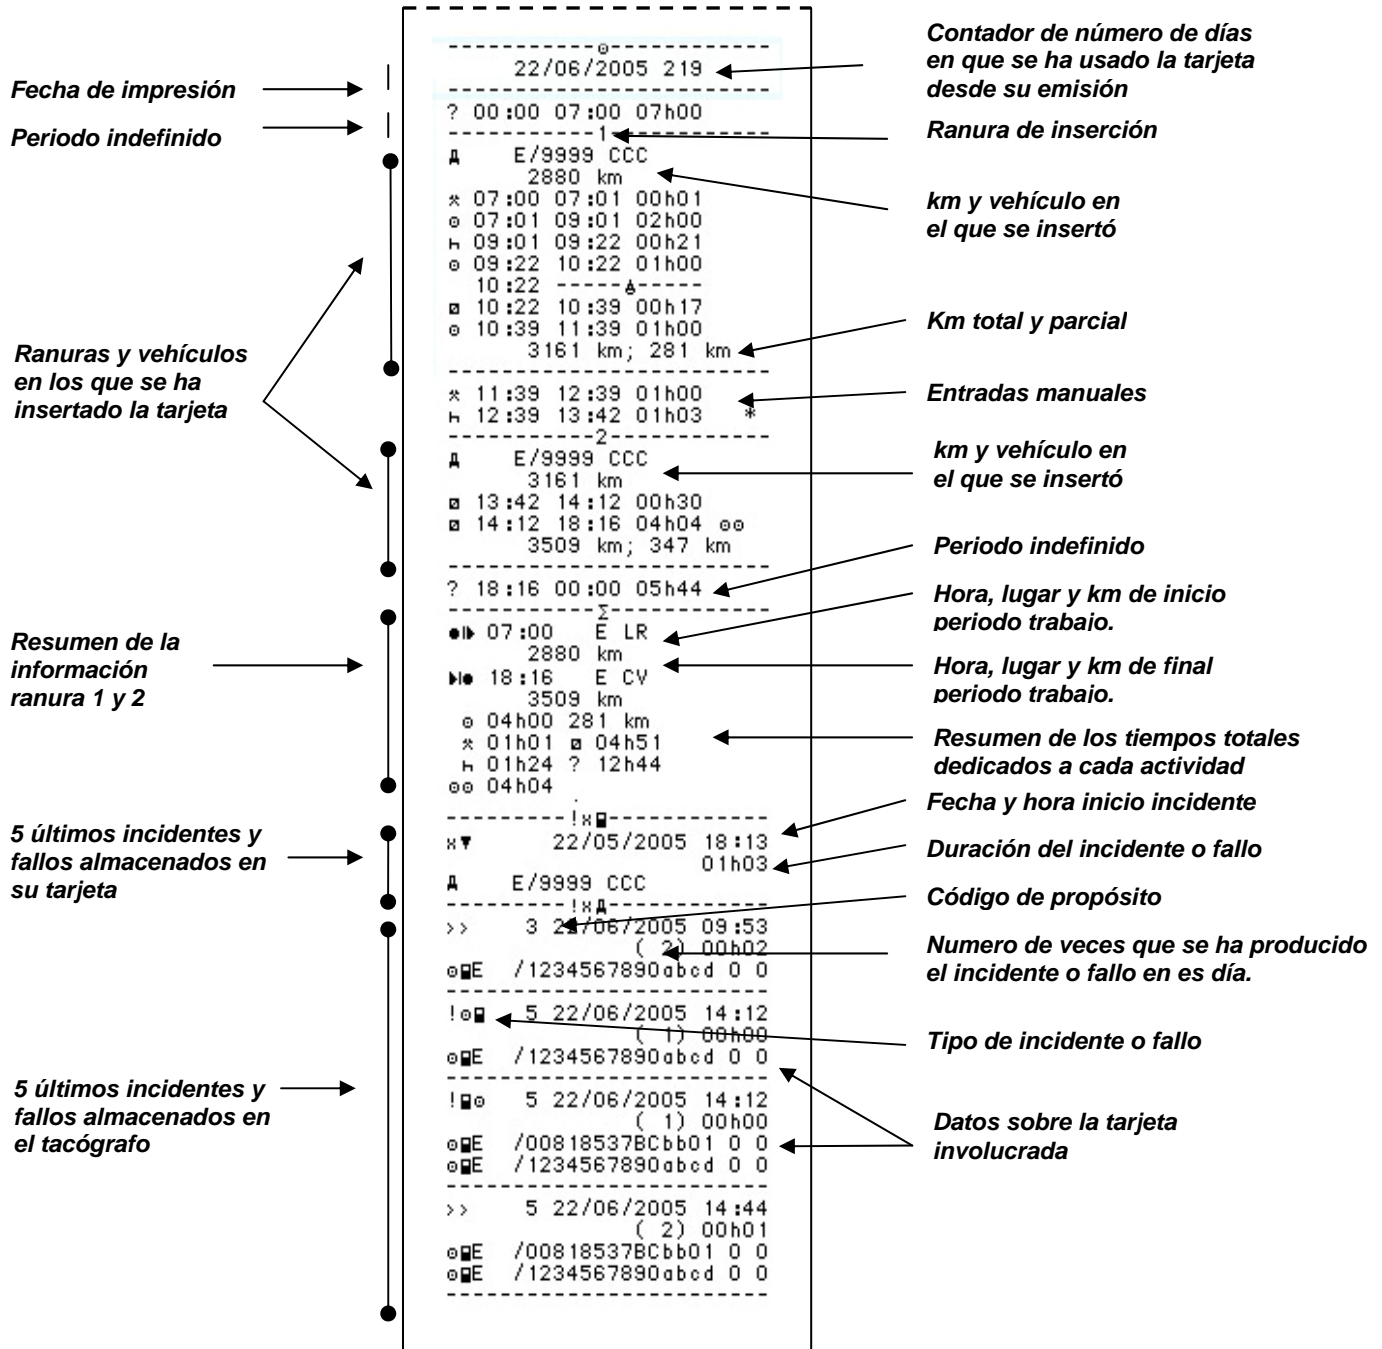 Fecha de impresión
Periodo indefinido
Ranuras y vehículos
en los que se ha
insertado la tarjeta
Resumen de la
información
ranura 1 y 2
5 últimos incidentes y
fallos almacenados en
su tarjeta
5 últimos incidentes y
fallos almacenados en
el tacógrafo
22/06/2005 219
? 00:00 07:00 07h00
1
E/9999 CCC
2880 km
07:00 07:01 00h01
07:01 09:01 02h00
09:01 09:22 00h21
09:22 10:22 01h00
10:22
10:22 10:39 00h17
10:39 11:39 01h00
3161 km; 281 km
11:39 12:39 01h00
12:39 13:42 01h03 *
2
E/9999 CCC
3161 km
13:42 14:12 00h30
14:12 18:16 04h04
3509 km; 347 km
? 18:16 00:00 05h44
Σ
07:00 E LR
2880 km
18:16 E CV
3509 km
04h00 281 km
01h01 04h51
01h24 ? 12h44
04h04
!x
x▼ 22/05/2005 18:13
01h03
E/9999 CCC
!x
>> 3 22/06/2005 09:53
( 2) 00h02
E /1234567890abcd 0 0
! 5 22/06/2005 14:12
( 1) 00h00
E /1234567890abcd 0 0
! 5 22/06/2005 14:12
( 1) 00h00
E /00818537BCbb01 0 0
E /1234567890abcd 0 0
>> 5 22/06/2005 14:44
( 2) 00h01
E /00818537BCbb01 0 0
E /1234567890abcd 0 0
Contador de número de días
en que se ha usado la tarjeta
desde su emisión
Ranura de inserción
km y vehículo en
el que se insertó
Km total y parcial
Entradas manuales
km y vehículo en
el que se insertó
Periodo indefinido
Hora, lugar y km de inicio
periodo trabajo.
Hora, lugar y km de final
periodo trabajo.
Resumen de los tiempos totales
dedicados a cada actividad
Fecha y hora inicio incidente
Duración del incidente o fallo
Código de propósito
Numero de veces que se ha producido
el incidente o fallo en es día.
Tipo de incidente o fallo
Datos sobre la tarjeta
involucrada